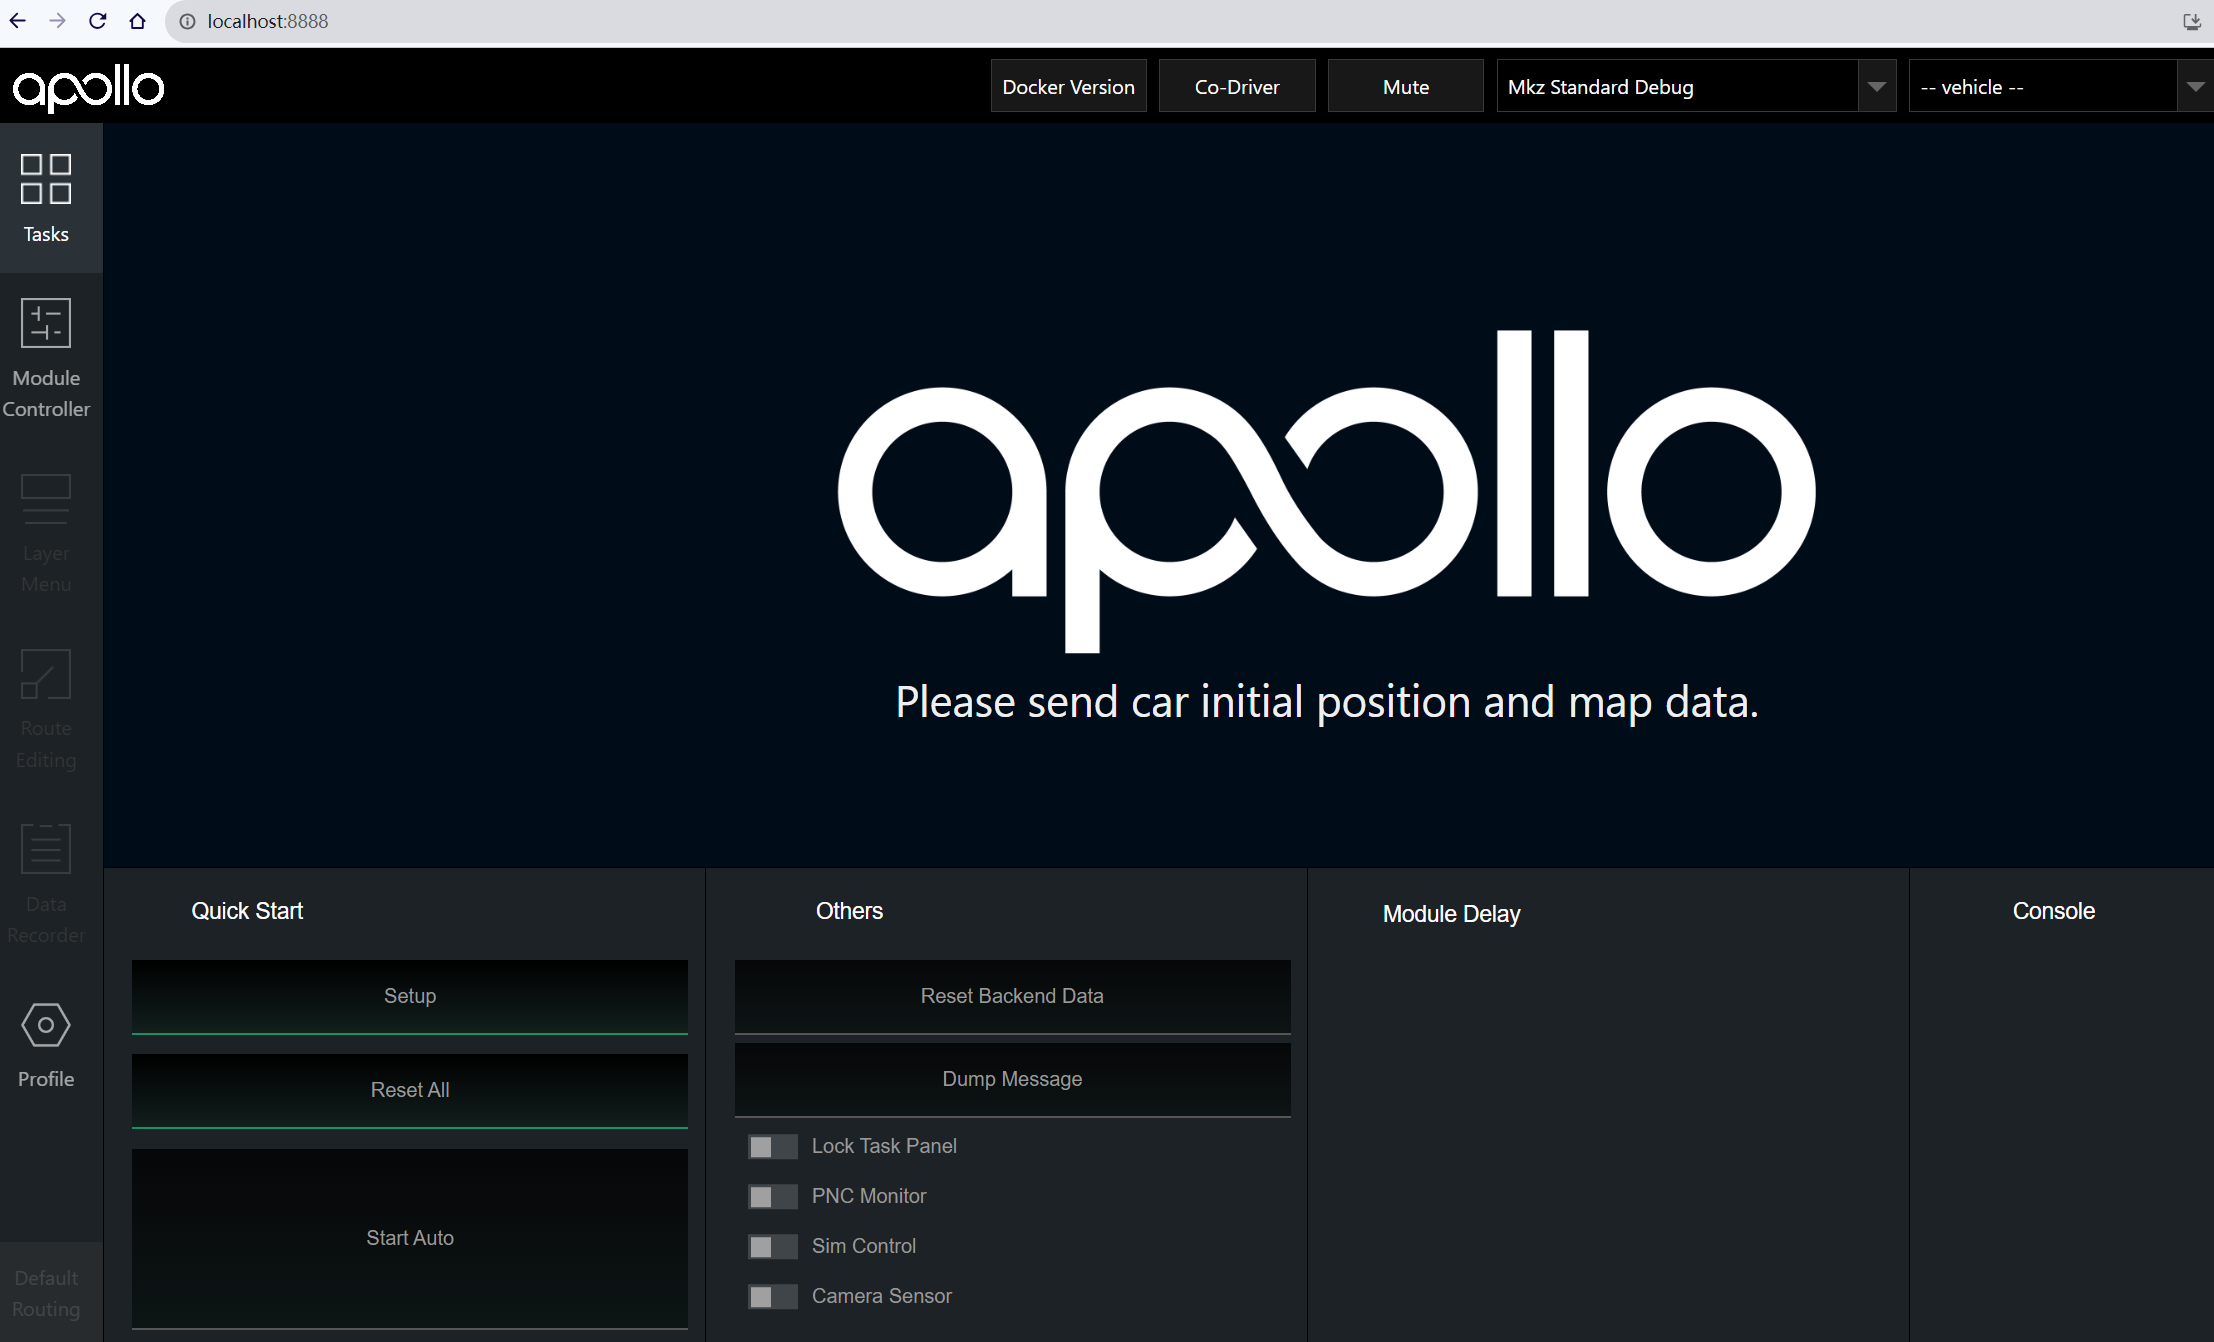 localhost:8888
apollo
Docker Version
Co-Driver
Mute
Mkz Standard Debug
-- vehicle --
Tasks
Module
Controller
Layer
Menu
Route
Editing
Data
Recorder
Profile
Default
Routing
apollo
Please send car initial position and map data.
Quick Start
Setup
Reset All
Start Auto
Others
Reset Backend Data
Dump Message
Lock Task Panel
PNC Monitor
Sim Control
Camera Sensor
Module Delay
Console